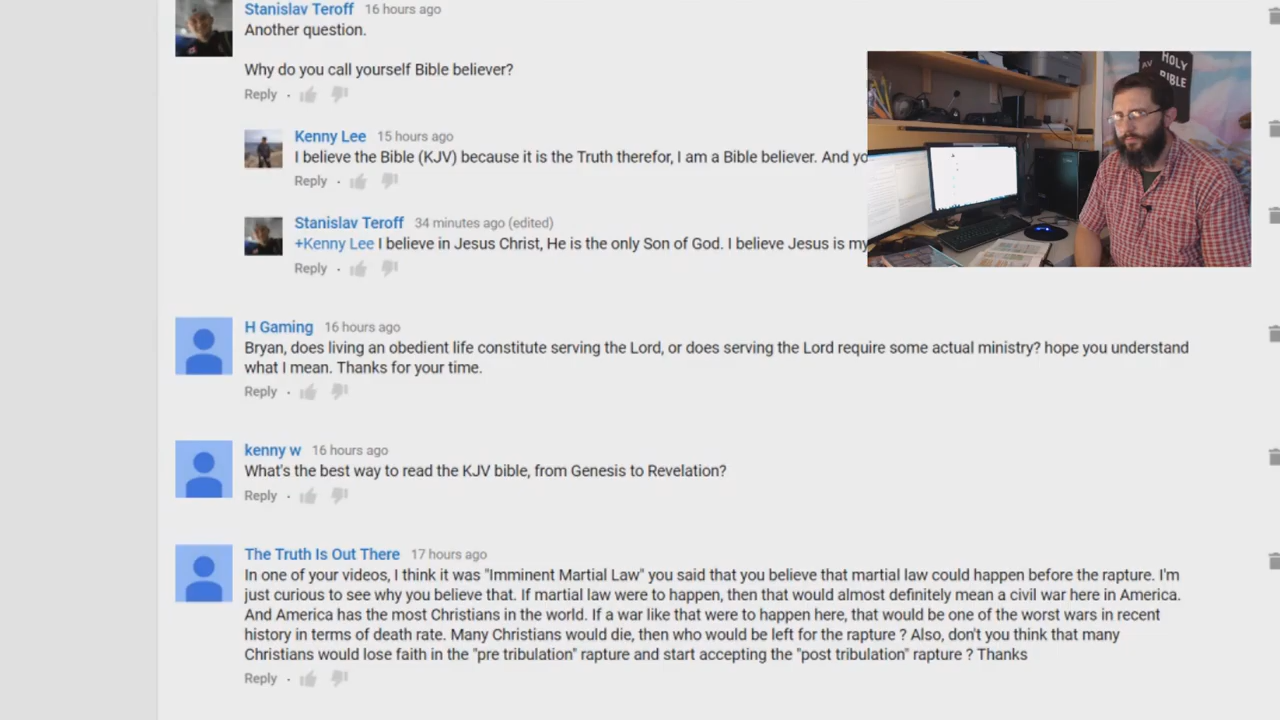 Stanislav Teroff 16 hours ago
Another question.
Why do you call yourself Bible believer?
Reply
Kenny Lee 15 hours ago
I believe the Bible (KJV) because it is the Truth therefor, I am a Bible believer. And yo
Reply
Stanislav Teroff 34 minutes ago (edited)
+Kenny Lee I believe in Jesus Christ, He is the only Son of God. I believe Jesus is my
Reply
AV HOLY
BIBLE
H Gaming 16 hours ago
Bryan, does living an obedient life constitute serving the Lord, or does serving the Lord require some actual ministry? hope you understand
what I mean. Thanks for your time.
Reply
kenny w 16 hours ago
What's the best way to read the KJV bible, from Genesis to Revelation?
Reply
The Truth Is Out There 17 hours ago
In one of your videos, I think it was "Imminent Martial Law" you said that you believe that martial law could happen before the rapture. I'm
just curious to see why you believe that. If martial law were to happen, then that would almost definitely mean a civil war here in America.
And America has the most Christians in the world. If a war like that were to happen here, that would be one of the worst wars in recent
history in terms of death rate. Many Christians would die, then who would be left for the rapture ? Also, don't you think that many
Christians would lose faith in the "pre tribulation" rapture and start accepting the "post tribulation" rapture ? Thanks
Reply